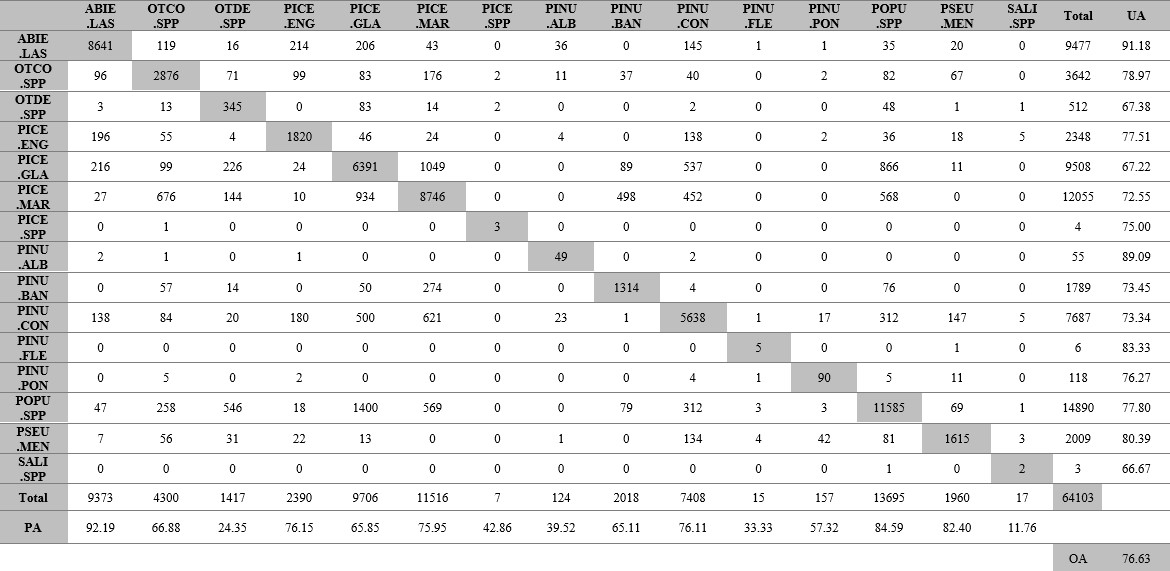 ABIE .LAS OTCO .SPP OTDE .SPP PICE .ENG PICE .GLA PICE .MAR PICE .SPP PINU .ALB PINU .BAN PINU .CON PINU .FLE PINU .PON POPU .SPP PSEU .MEN SALI .SPP Total UA
ABIE .LAS 8641 119 16 214 206 43 0 36 0 145 1 1 35 20 0 9477 91.18
OTCO .SPP 96 2876 71 99 83 176 2 11 37 40 0 2 82 67 0 3642 78.97
OTDE .SPP 3 13 345 0 83 14 2 0 0 2 0 0 48 1 1 512 67.38
PICE .ENG 196 55 4 1820 46 24 0 4 0 138 0 2 36 18 5 2348 77.51
PICE .GLA 216 99 226 24 6391 1049 0 0 89 537 0 0 866 11 0 9508 67.22
PICE .MAR 27 676 144 10 934 8746 0 0 498 452 0 0 568 0 0 12055 72.55
PICE .SPP 0 1 0 0 0 0 3 0 0 0 0 0 0 0 0 4 75.00
PINU .ALB 2 1 0 1 0 0 0 49 0 2 0 0 0 0 0 55 89.09
PINU .BAN 0 57 14 0 50 274 0 0 1314 4 0 0 76 0 0 1789 73.45
PINU .CON 138 84 20 180 500 621 0 23 1 5638 1 17 312 147 5 7687 73.34
PINU .FLE 0 0 0 0 0 0 0 0 0 0 5 0 0 1 0 6 83.33
PINU .PON 0 5 0 2 0 0 0 0 0 4 1 90 5 11 0 118 76.27
POPU .SPP 47 258 546 18 1400 569 0 0 79 312 3 3 11585 69 1 14890 77.80
PSEU .MEN 7 56 31 22 13 0 0 1 0 134 4 42 81 1615 3 2009 80.39
SALI .SPP 0 0 0 0 0 0 0 0 0 0 0 0 1 0 2 3 66.67
Total 9373 4300 1417 2390 9706 11516 7 124 2018 7408 15 157 13695 1960 17 64103
PA 92.19 66.88 24.35 76.15 65.85 75.95 42.86 39.52 65.11 76.11 33.33 57.32 84.59 82.40 11.76
OA 76.63